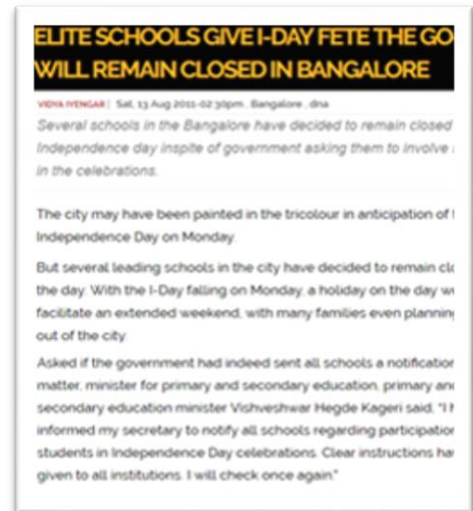 ELITE SCHOOLS GIVE I-DAY FETE THE GO
WILL REMAIN CLOSED IN BANGALORE
VIDYA IYENGAR | Sat, 13 Aug 2011-02:30pm , Bangalore , dna
Several schools in the Bangalore have decided to remain closed
Independence day inspite of government asking them to involve
in the celebrations.
The city may have been painted in the tricolour in anticipation of
Independence Day on Monday.
But several leading schools in the city have decided to remain clo
the day. With the I-Day falling on Monday, a holiday on the day w
facilitate an extended weekend, with many families even planning
out of the city.
Asked if the government had indeed sent all schools a notification
matter, minister for primary and secondary education, primary and
secondary education minister Vishveshwar Hegde Kageri said, "I h
informed my secretary to notify all schools regarding participation
students in Independence Day celebrations. Clear instructions hav
given to all institutions. I will check once again."